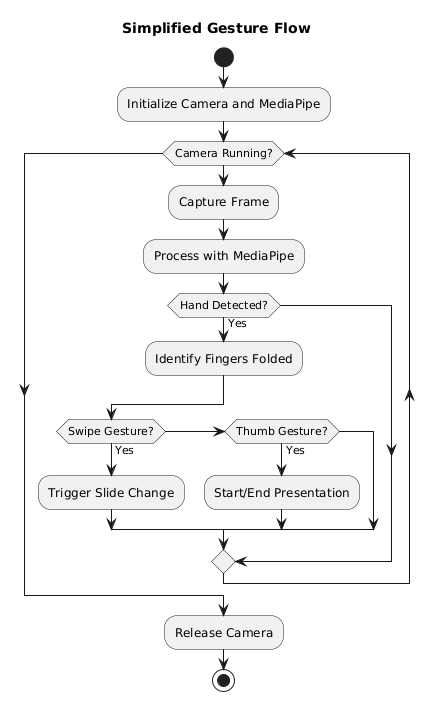 Simplified Gesture Flow
Initialize Camera and MediaPipe
Camera Running?
Capture Frame
Process with MediaPipe
Hand Detected?
Yes
Identify Fingers Folded
Swipe Gesture?
Thumb Gesture?
Yes
Yes
Trigger Slide Change
Start/End Presentation
Release Camera